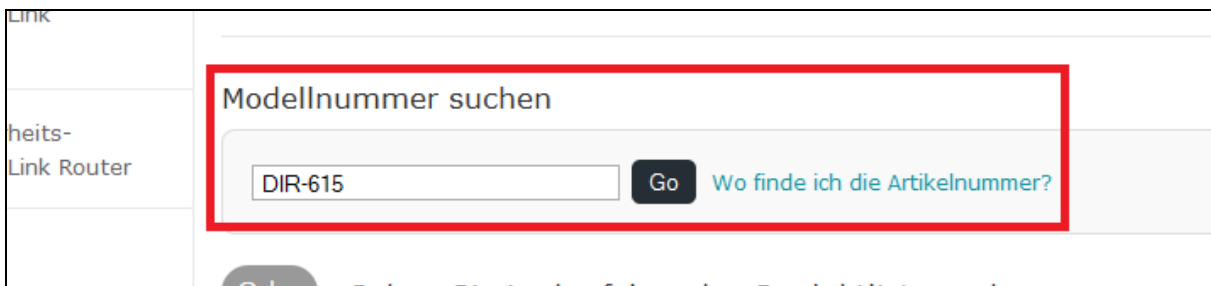 Link
Modellnummer suchen
heits-
Link Router
DIR-615
Go
Wo finde ich die Artikelnummer?